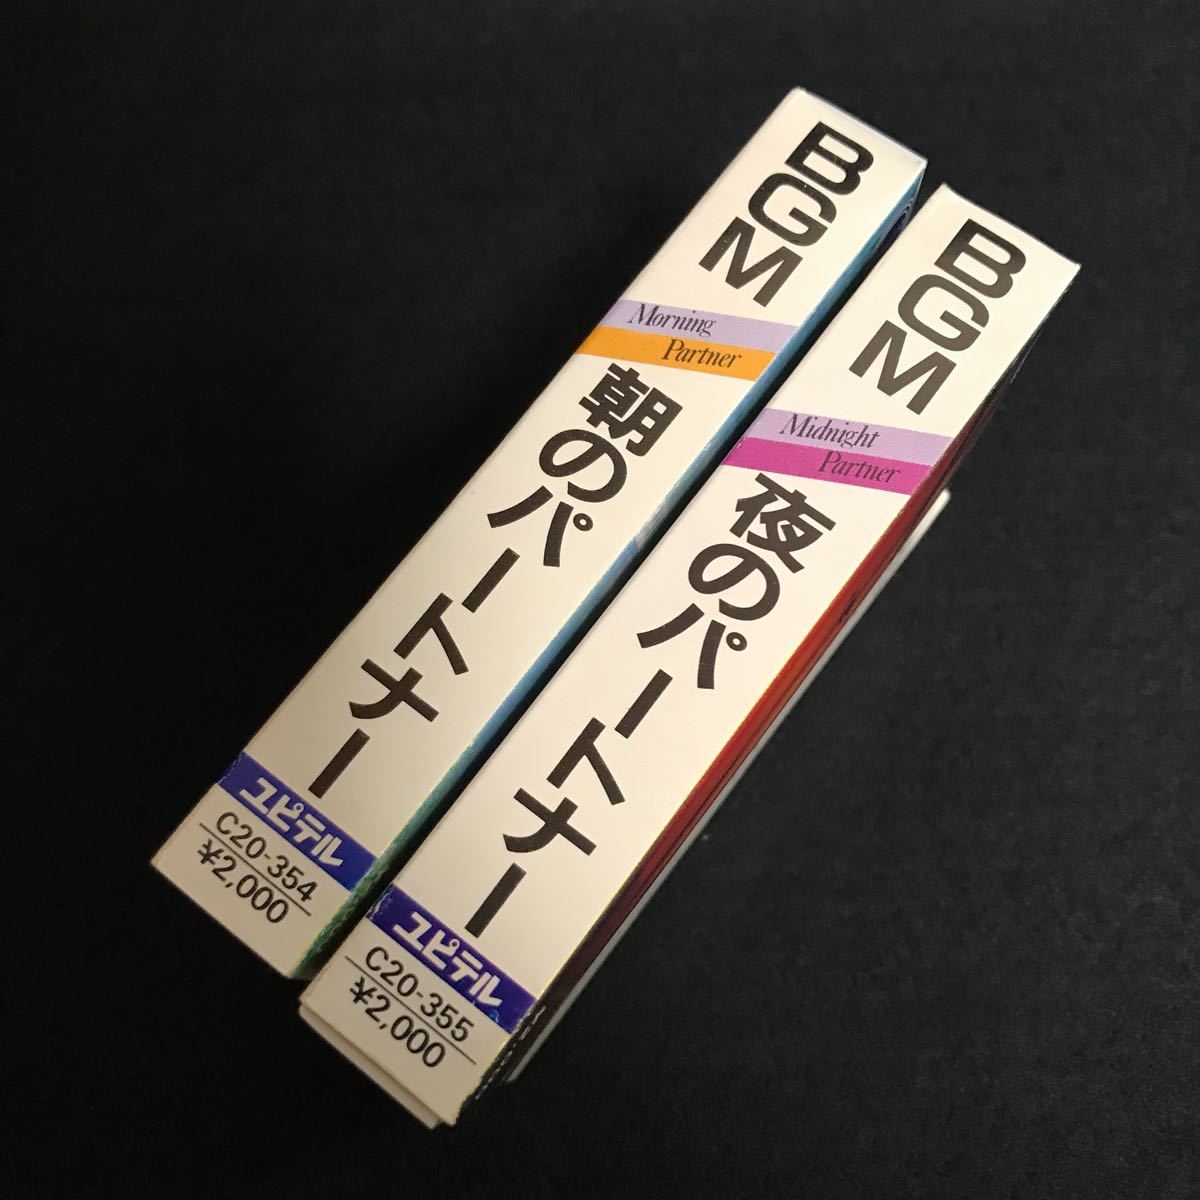 BGM
Morning
Partner
朝のパートナー
ユピテル
C20-354
¥2,000
BGM
Midnight
Partner
夜のパートナー
ユピテル
C20-355
¥2,000